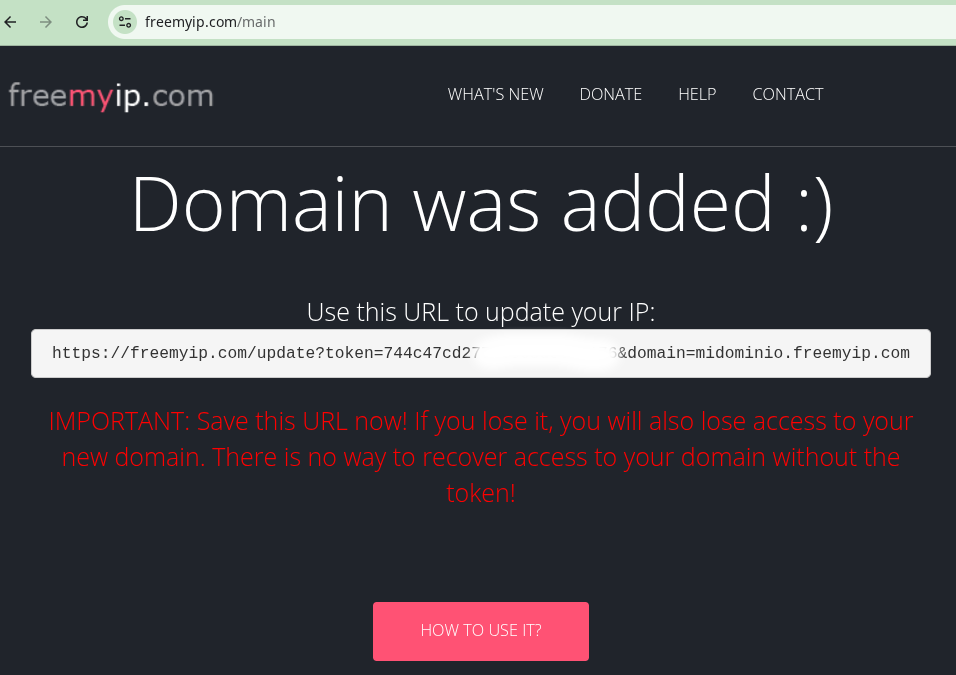 freemyip.com/main
freemyip.com
WHAT'S NEW DONATE HELP CONTACT
Domain was added :)
Use this URL to update your IP:
https://freemyip.com/update?token=744c47cd27 6&domain=midominio.freemyip.com
IMPORTANT: Save this URL now! If you lose it, you will also lose access to your
new domain. There is no way to recover access to your domain without the
token!
HOW TO USE IT?